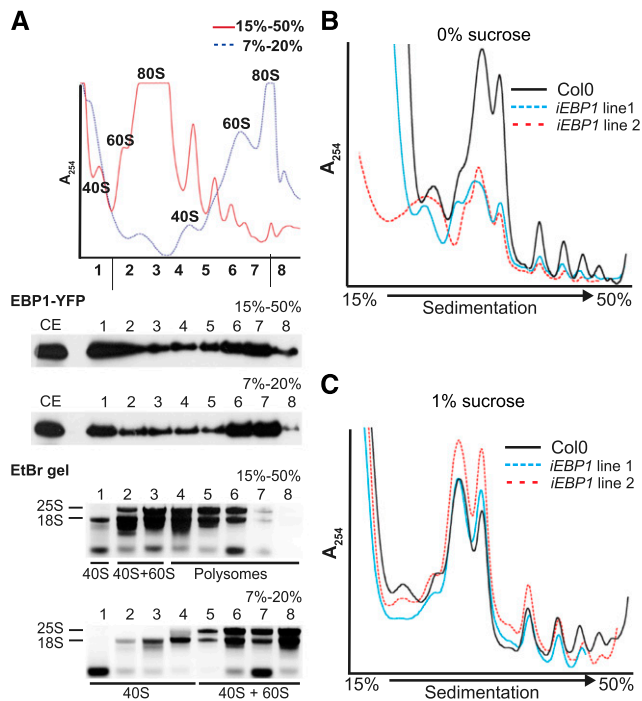 A
15%-50%
7%-20%
80S
80S
60S
60S
40S
40S
A254
1 2 3 4 5 6 7 8
EBP1-YFP
15%-50%
CE 1 2 3 4 5 6 7 8
7%-20%
CE 1 2 3 4 5 6 7 8
EtBr gel
15%-50%
1 2 3 4 5 6 7 8
25S
18S
40S 40S+60S Polysomes
7%-20%
1 2 3 4 5 6 7 8
25S
18S
40S 40S + 60S
B
0% sucrose
Col0
iEBP1 line1
iEBP1 line 2
A254
15% 50%
Sedimentation
C
1% sucrose
Col0
iEBP1 line 1
iEBP1 line 2
A254
15% 50%
Sedimentation